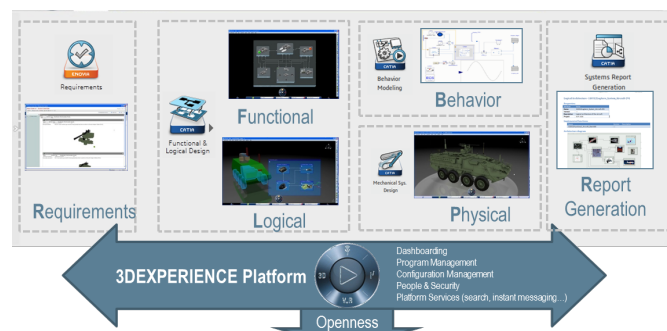 ENOVIA
Requirements
Requirements
CATIA
Functional &
Logical Design
Functional
Logical
CATIA
Behavior
Modeling
Behavior
Mechanical Sys.
Design
Physical
CATIA
Systems Report
Generation
Report
Generation
3DEXPERIENCE Platform
3D
V.R
Dashboarding
Program Management
Configuration Management
People & Security
Platform Services (search, instant messaging...)
Openness